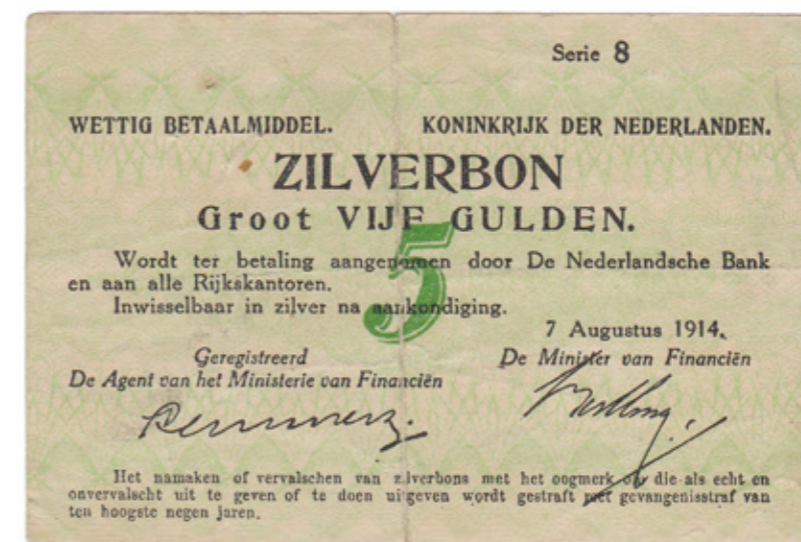 Serie 8
WETTIG BETAALMIDDEL. KONINKRIJK DER NEDERLANDEN.
ZILVERBON
Groot VIJF GULDEN.
5
Wordt ter betaling aangenomen door De Nederlandsche Bank
en aan alle Rijkskantoren.
Inwisselbaar in zilver na aankondiging.
7 Augustus 1914.
Geregistreerd De Minister van Financiën
De Agent van het Ministerie van Financiën
Het namaken of vervalschen van zilverbons met het oogmerk om die als echt en
onvervalscht uit te geven of te doen uitgeven wordt gestraft met gevangenisstraf van
ten hoogste negen jaren.